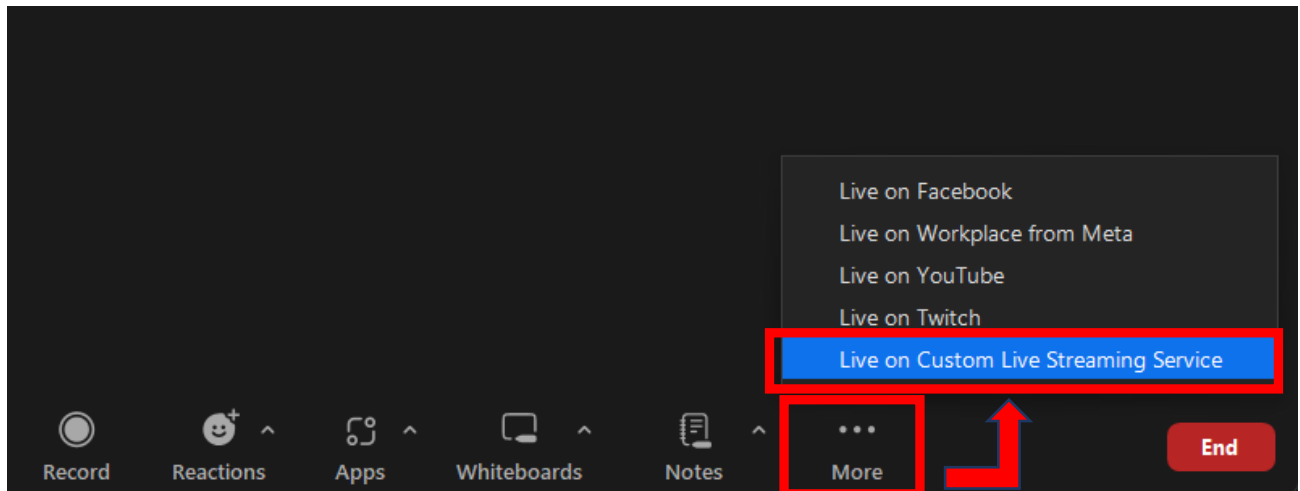 Live on Facebook
Live on Workplace from Meta
Live on YouTube
Live on Twitch
Live on Custom Live Streaming Service
Record
Reactions
Apps
Whiteboards
Notes
More
End